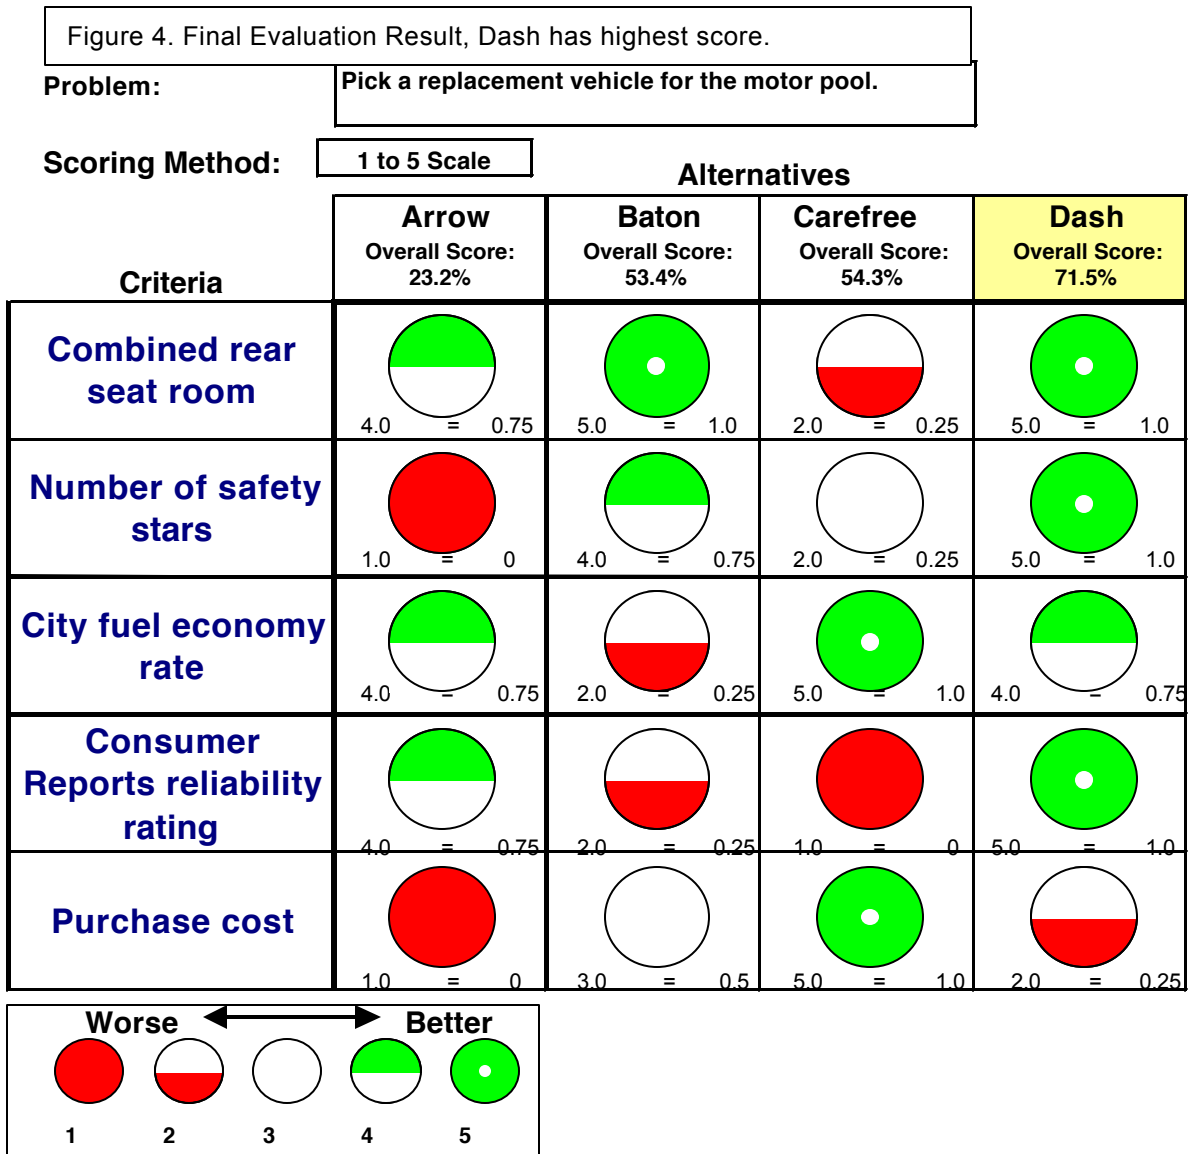 Figure 4. Final Evaluation Result, Dash has highest score.
Problem: Pick a replacement vehicle for the motor pool.
Scoring Method: 1 to 5 Scale
Alternatives
Criteria
Arrow
Overall Score:
23.2%
Baton
Overall Score:
53.4%
Carefree
Overall Score:
54.3%
Dash
Overall Score:
71.5%
Combined rear
seat room
4.0 = 0.75 5.0 = 1.0 2.0 = 0.25 5.0 = 1.0
Number of safety
stars
1.0 = 0 4.0 = 0.75 2.0 = 0.25 5.0 = 1.0
City fuel economy
rate
4.0 = 0.75 2.0 = 0.25 5.0 = 1.0 4.0 = 0.75
Consumer
Reports reliability
rating
4.0 = 0.75 2.0 = 0.25 1.0 = 0 5.0 = 1.0
Purchase cost
1.0 = 0 3.0 = 0.5 5.0 = 1.0 2.0 = 0.25
Worse Better
1 2 3 4 5